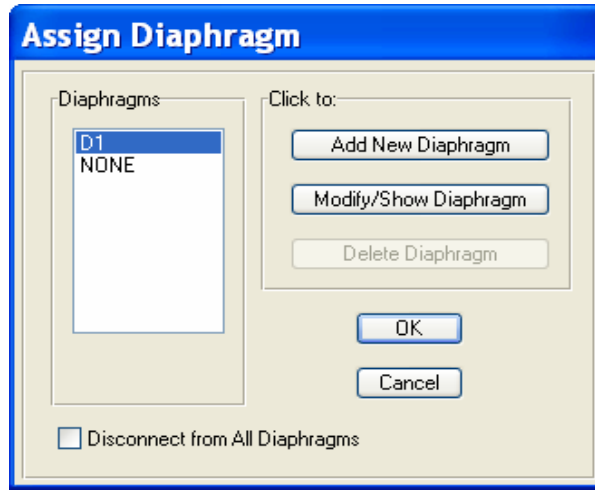 Assign Diaphragm
Diaphragms
D1
NONE
Click to:
Add New Diaphragm
Modify/Show Diaphragm
Delete Diaphragm
OK
Cancel
Disconnect from All Diaphragms